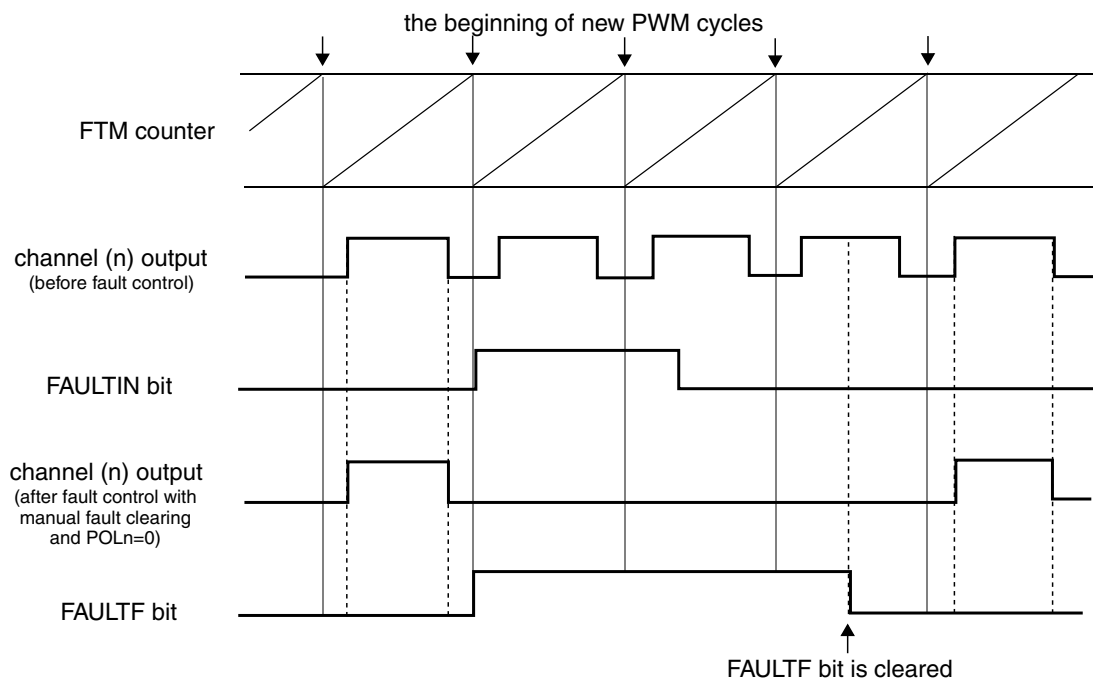 the beginning of new PWM cycles
FTM counter
channel (n) output
(before fault control)
FAULTIN bit
channel (n) output
(after fault control with
manual fault clearing
and POLn=0)
FAULTF bit
FAULTF bit is cleared